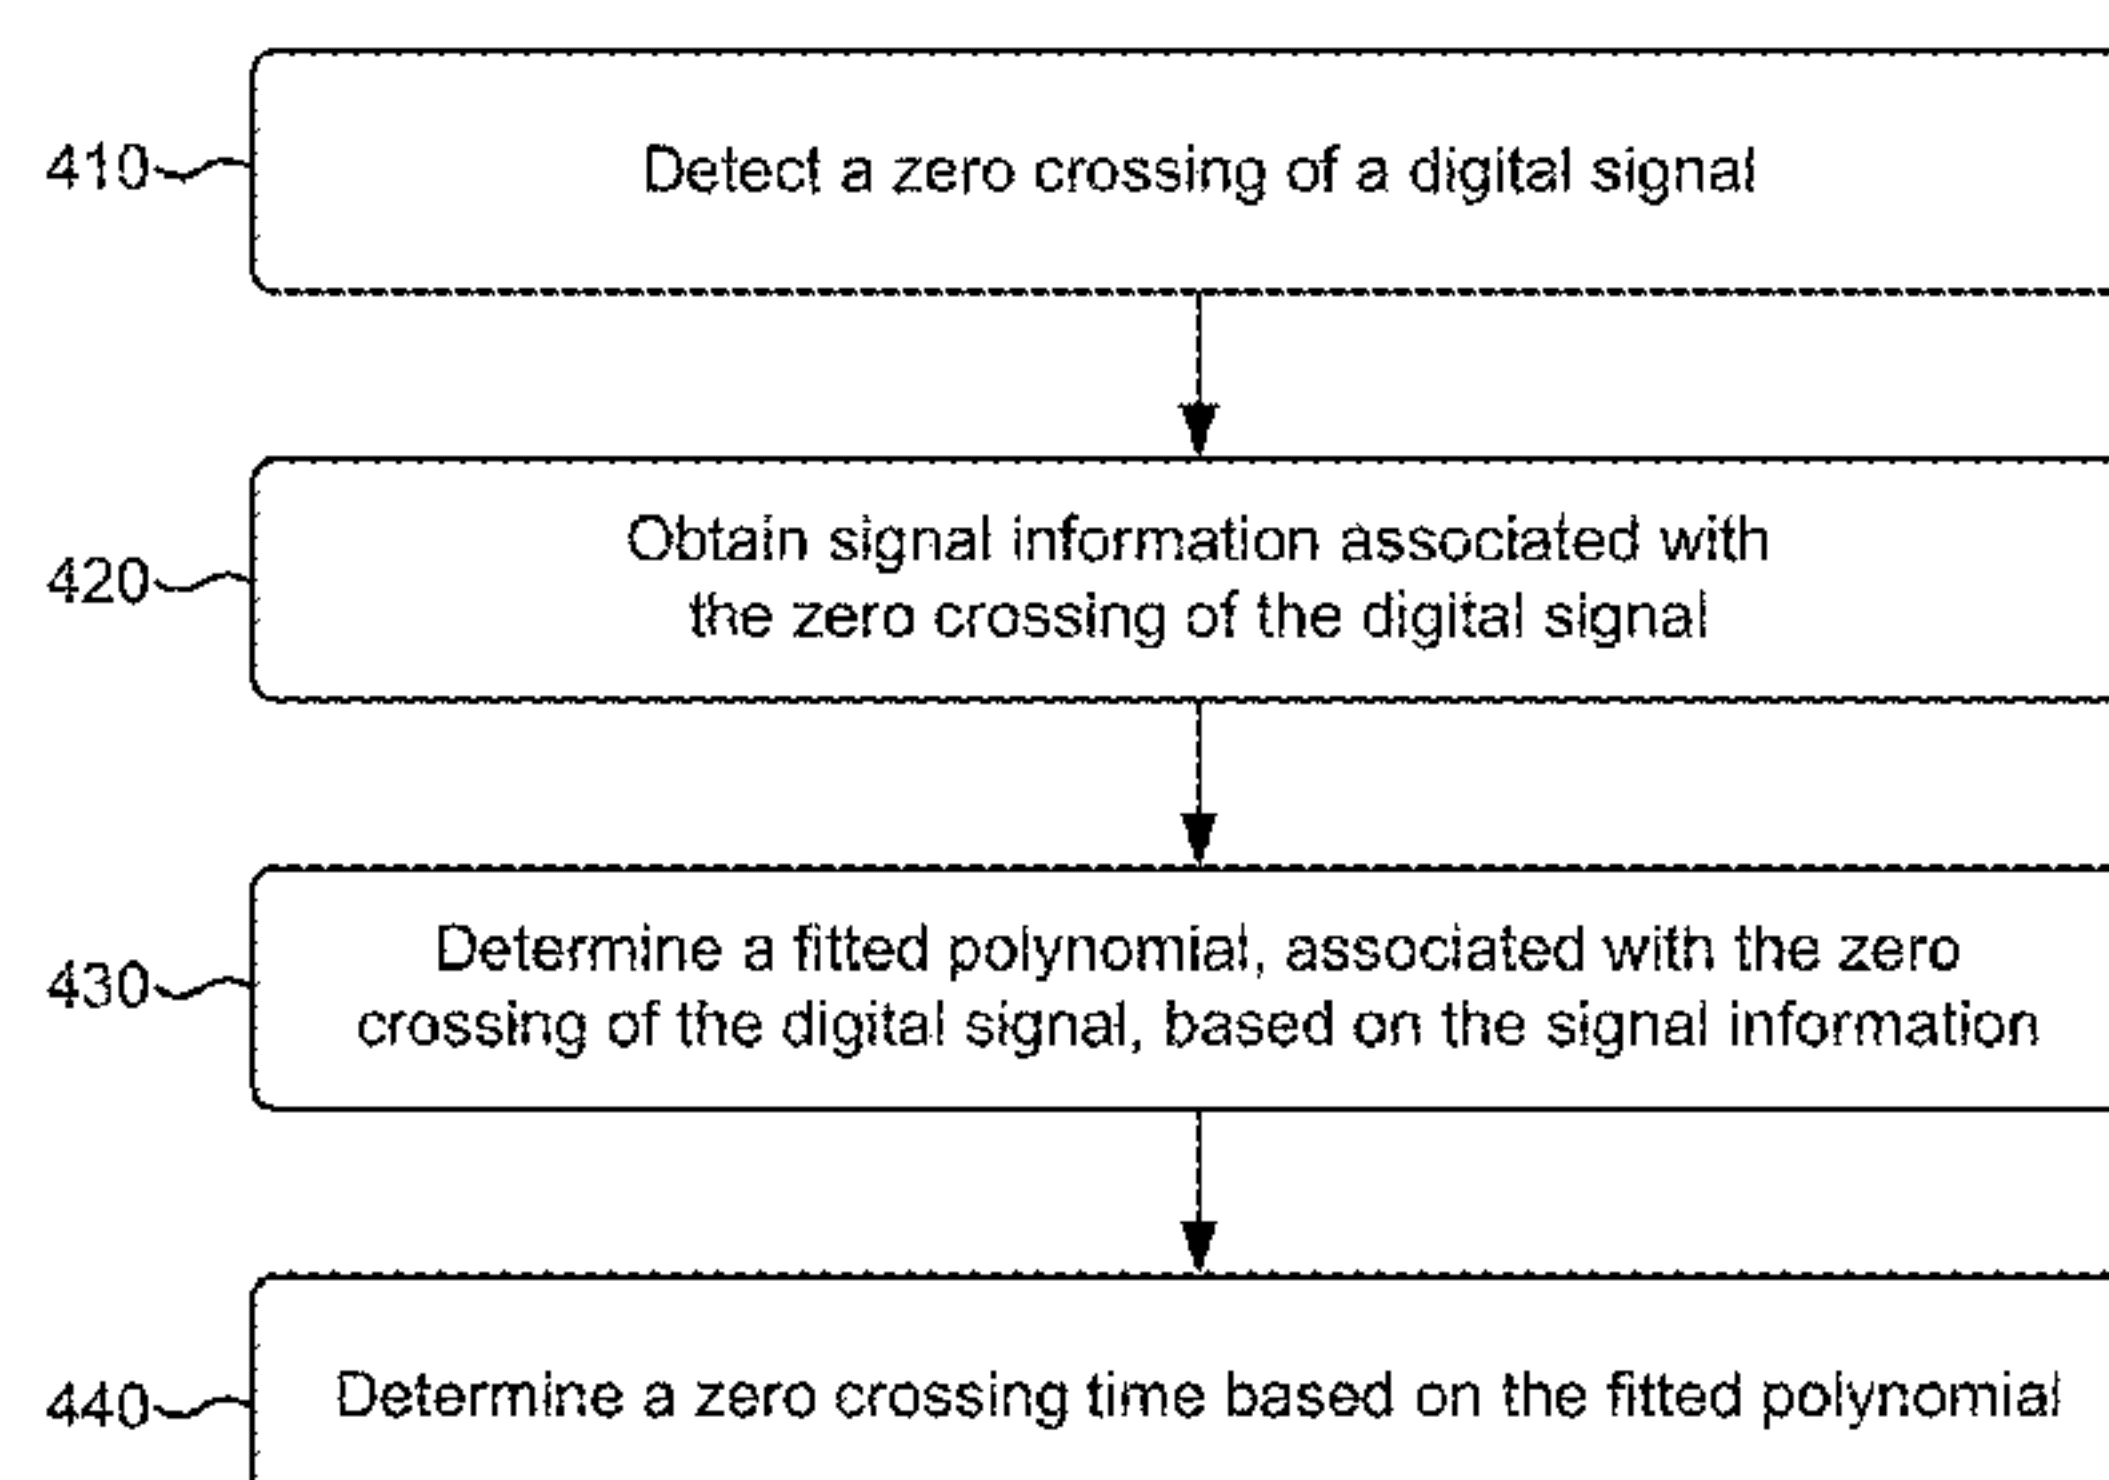 410
Detect a zero crossing of a digital signal
420
Obtain signal information associated with
the zero crossing of the digital signal
430
Determine a fitted polynomial, associated with the zero
crossing of the digital signal, based on the signal information
440
Determine a zero crossing time based on the fitted polynomial